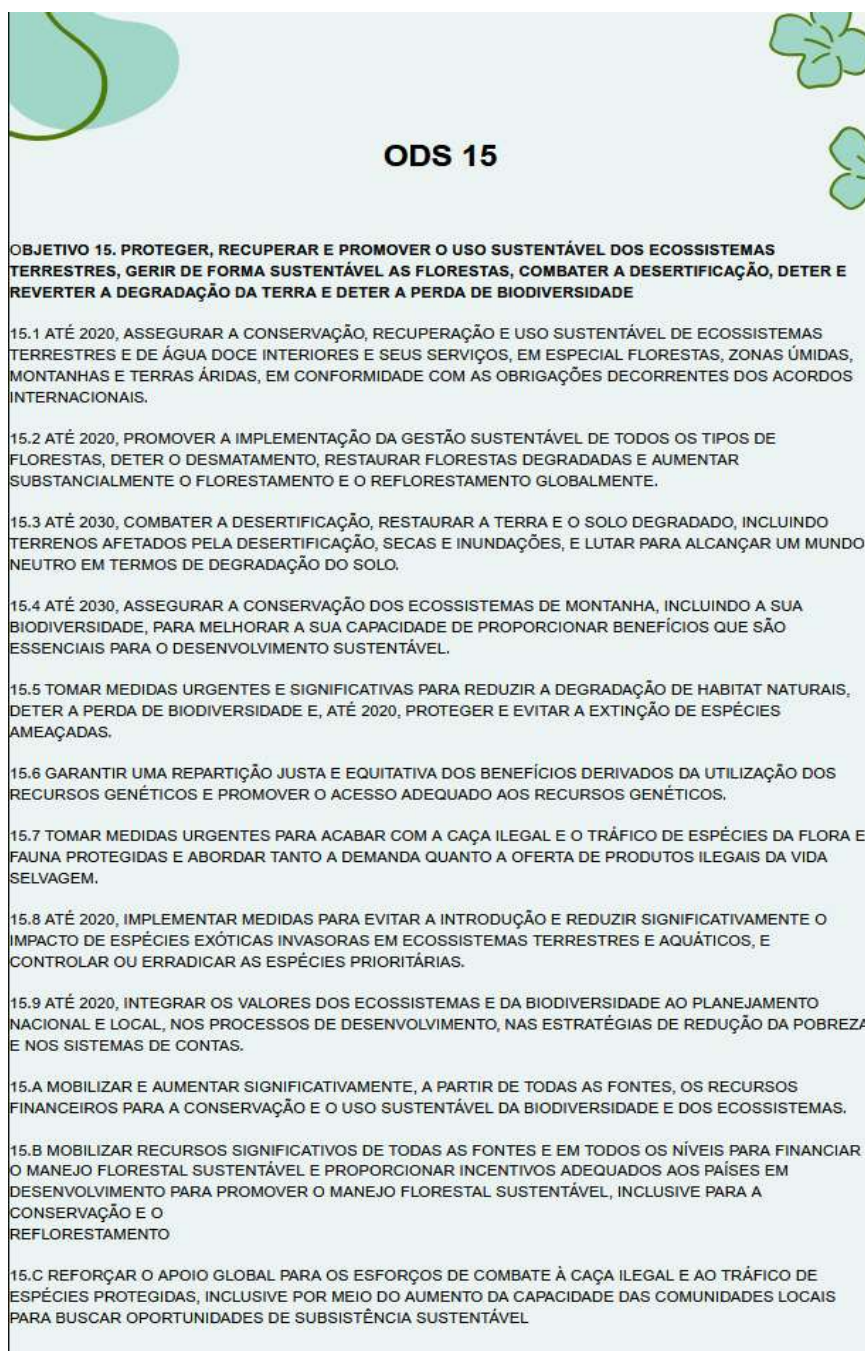 ODS 15
OBJETIVO 15. PROTEGER, RECUPERAR E PROMOVER O USO SUSTENTÁVEL DOS ECOSSISTEMAS
TERRESTRES, GERIR DE FORMA SUSTENTÁVEL AS FLORESTAS, COMBATER A DESERTIFICAÇÃO, DETER E
REVERTER A DEGRADAÇÃO DA TERRA E DETER A PERDA DE BIODIVERSIDADE
15.1 ATÉ 2020, ASSEGURAR A CONSERVAÇÃO, RECUPERAÇÃO E USO SUSTENTÁVEL DE ECOSSISTEMAS
TERRESTRES E DE ÁGUA DOCE INTERIORES E SEUS SERVIÇOS, EM ESPECIAL FLORESTAS, ZONAS ÚMIDAS,
MONTANHAS E TERRAS ÁRIDAS, EM CONFORMIDADE COM AS OBRIGAÇÕES DECORRENTES DOS ACORDOS
INTERNACIONAIS.
15.2 ATÉ 2020, PROMOVER A IMPLEMENTAÇÃO DA GESTÃO SUSTENTÁVEL DE TODOS OS TIPOS DE
FLORESTAS, DETER O DESMATAMENTO, RESTAURAR FLORESTAS DEGRADADAS E AUMENTAR
SUBSTANCIALMENTE O FLORESTAMENTO E O REFLORESTAMENTO GLOBALMENTE.
15.3 ATÉ 2030, COMBATER A DESERTIFICAÇÃO, RESTAURAR A TERRA E O SOLO DEGRADADO, INCLUINDO
TERRENOS AFETADOS PELA DESERTIFICAÇÃO, SECAS E INUNDAÇÕES, E LUTAR PARA ALCANÇAR UM MUNDO
NEUTRO EM TERMOS DE DEGRADAÇÃO DO SOLO.
15.4 ATÉ 2030, ASSEGURAR A CONSERVAÇÃO DOS ECOSSISTEMAS DE MONTANHA, INCLUINDO A SUA
BIODIVERSIDADE, PARA MELHORAR A SUA CAPACIDADE DE PROPORCIONAR BENEFÍCIOS QUE SÃO
ESSENCIAIS PARA O DESENVOLVIMENTO SUSTENTÁVEL.
15.5 TOMAR MEDIDAS URGENTES E SIGNIFICATIVAS PARA REDUZIR A DEGRADAÇÃO DE HABITAT NATURAIS,
DETER A PERDA DE BIODIVERSIDADE E, ATÉ 2020, PROTEGER E EVITAR A EXTINÇÃO DE ESPÉCIES
AMEAÇADAS.
15.6 GARANTIR UMA REPARTIÇÃO JUSTA E EQUITATIVA DOS BENEFÍCIOS DERIVADOS DA UTILIZAÇÃO DOS
RECURSOS GENÉTICOS E PROMOVER O ACESSO ADEQUADO AOS RECURSOS GENÉTICOS.
15.7 TOMAR MEDIDAS URGENTES PARA ACABAR COM A CAÇA ILEGAL E O TRÁFICO DE ESPÉCIES DA FLORA E
FAUNA PROTEGIDAS E ABORDAR TANTO A DEMANDA QUANTO A OFERTA DE PRODUTOS ILEGAIS DA VIDA
SELVAGEM.
15.8 ATÉ 2020, IMPLEMENTAR MEDIDAS PARA EVITAR A INTRODUÇÃO E REDUZIR SIGNIFICATIVAMENTE O
IMPACTO DE ESPÉCIES EXÓTICAS INVASORAS EM ECOSSISTEMAS TERRESTRES E AQUÁTICOS, E
CONTROLAR OU ERRADICAR AS ESPÉCIES PRIORITÁRIAS.
15.9 ATÉ 2020, INTEGRAR OS VALORES DOS ECOSSISTEMAS E DA BIODIVERSIDADE AO PLANEJAMENTO
NACIONAL E LOCAL, NOS PROCESSOS DE DESENVOLVIMENTO, NAS ESTRATÉGIAS DE REDUÇÃO DA POBREZA
E NOS SISTEMAS DE CONTAS.
15.A MOBILIZAR E AUMENTAR SIGNIFICATIVAMENTE, A PARTIR DE TODAS AS FONTES, OS RECURSOS
FINANCEIROS PARA A CONSERVAÇÃO E O USO SUSTENTÁVEL DA BIODIVERSIDADE E DOS ECOSSISTEMAS.
15.B MOBILIZAR RECURSOS SIGNIFICATIVOS DE TODAS AS FONTES E EM TODOS OS NÍVEIS PARA FINANCIAR
O MANEJO FLORESTAL SUSTENTÁVEL E PROPORCIONAR INCENTIVOS ADEQUADOS AOS PAÍSES EM
DESENVOLVIMENTO PARA PROMOVER O MANEJO FLORESTAL SUSTENTÁVEL, INCLUSIVE PARA A
CONSERVAÇÃO E O
REFLORESTAMENTO
15.C REFORÇAR O APOIO GLOBAL PARA OS ESFORÇOS DE COMBATE À CAÇA ILEGAL E AO TRÁFICO DE
ESPÉCIES PROTEGIDAS, INCLUSIVE POR MEIO DO AUMENTO DA CAPACIDADE DAS COMUNIDADES LOCAIS
PARA BUSCAR OPORTUNIDADES DE SUBSISTÊNCIA SUSTENTÁVEL